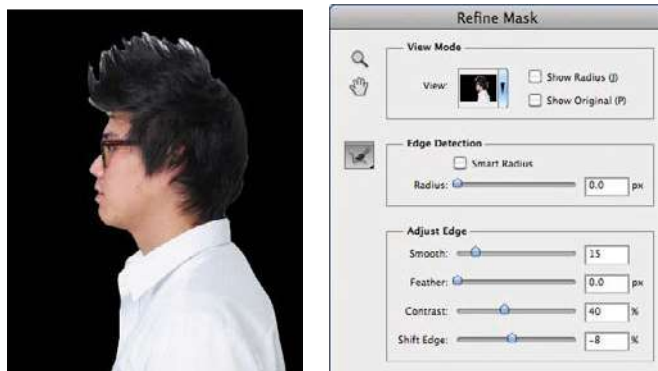 Refine Mask
View Mode
View:
Show Radius (J)
Show Original (P)
Edge Detection
Smart Radius
Radius: 0.0 px
Adjust Edge
Smooth: 15
Feather: 0.0 px
Contrast: 40 %
Shift Edge: -8 %